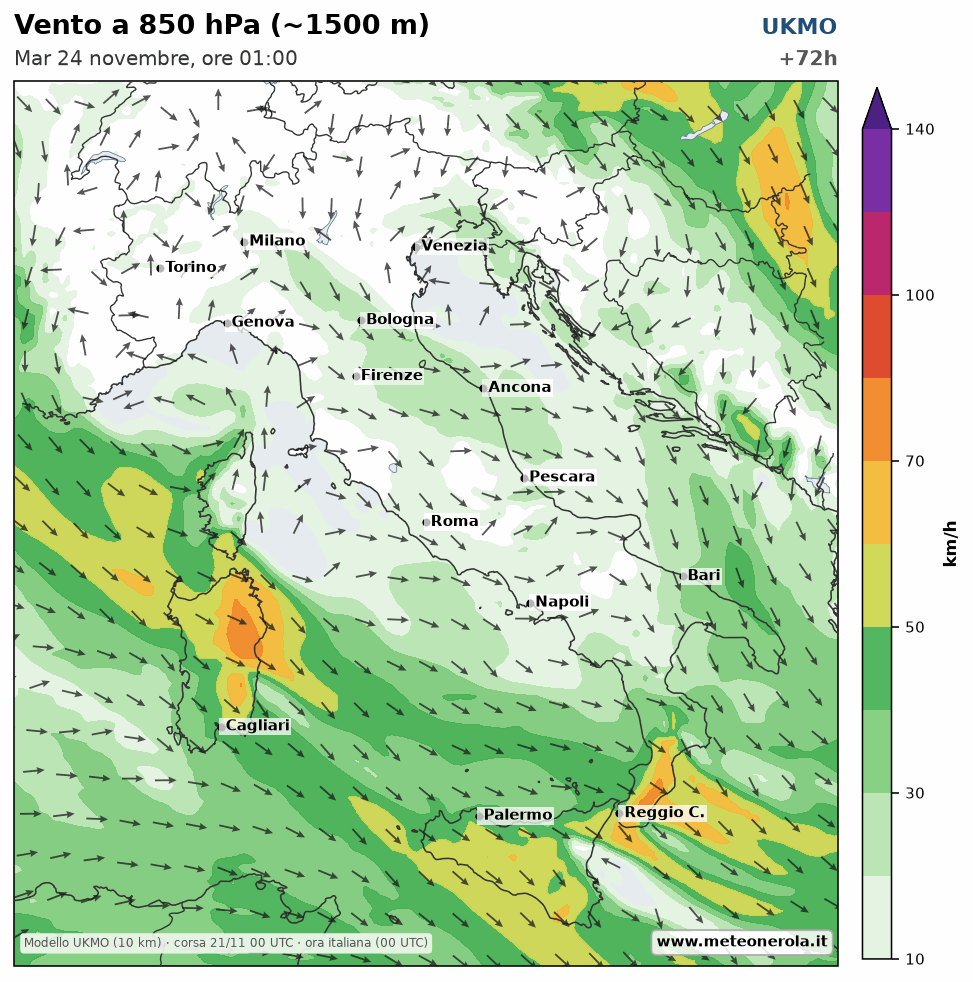 Vento a 850 hPa (~1500 m)
UKMO
Mar 24 novembre, ore 01:00
+72h
Milano
Venezia
Torino
Genova
Bologna
Firenze
Ancona
Pescara
Roma
Bari
Napoli
Cagliari
Palermo
Reggio C.
140
100
70
50
30
10
km/h
Modello UKMO (10 km) · corsa 21/11 00 UTC · ora italiana (00 UTC)
www.meteonerola.it